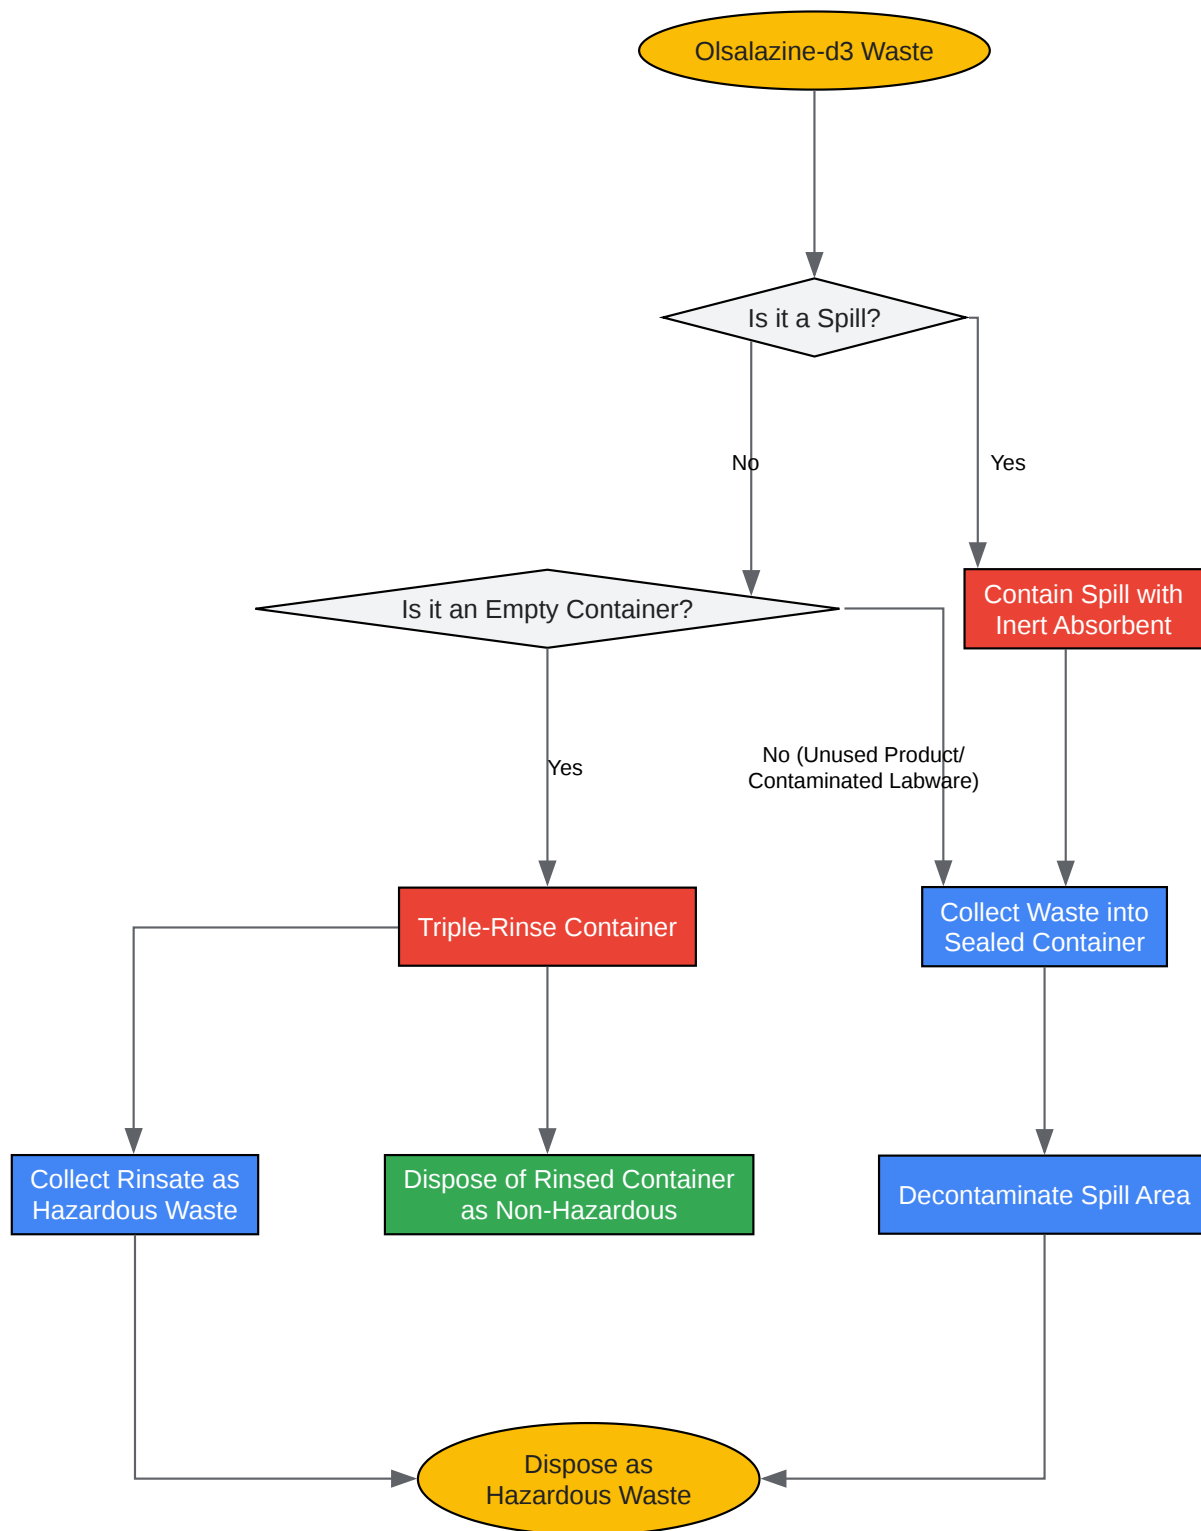 Olsalazine-d3 Waste
Is it a Spill?
No
Yes
Is it an Empty Container?
Contain Spill with
Inert Absorbent
Yes
No (Unused Product/
Contaminated Labware)
Triple-Rinse Container
Collect Waste into
Sealed Container
Collect Rinsate as
Hazardous Waste
Dispose of Rinsed Container
as Non-Hazardous
Decontaminate Spill Area
Dispose as
Hazardous Waste